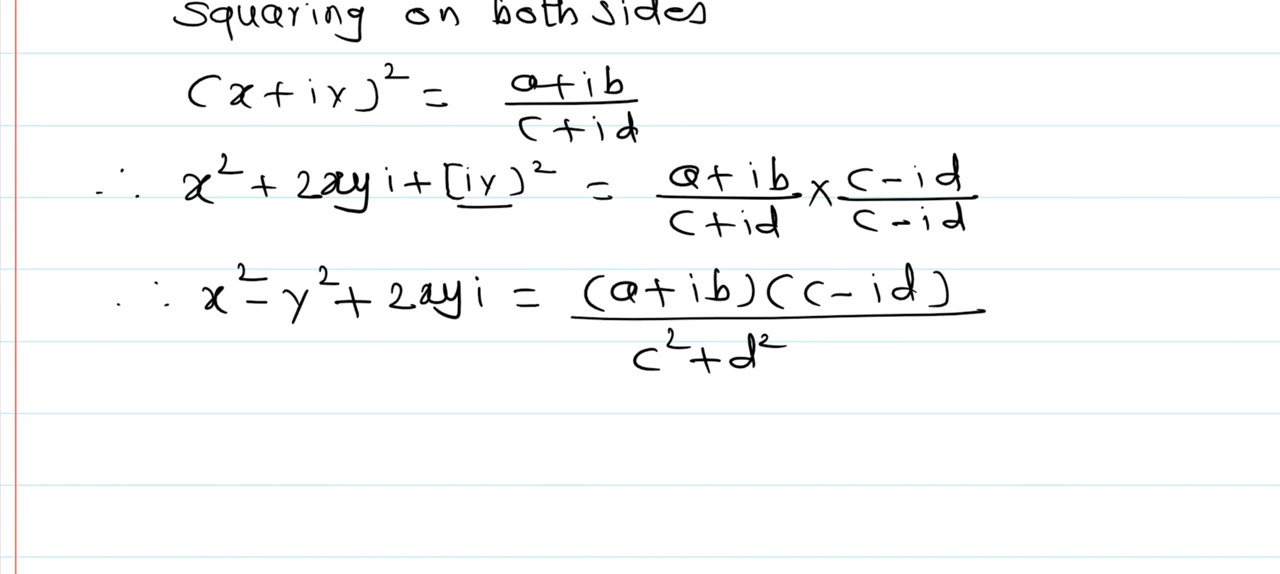 Squaring on both sides
(x+iy)² = a+ib / c+id
∴ x² + 2xyi + [iy)² = a+ib / c+id × c-id / c-id
∴ x² - y² + 2xyi = (a+ib)(c-id) / c²+d²